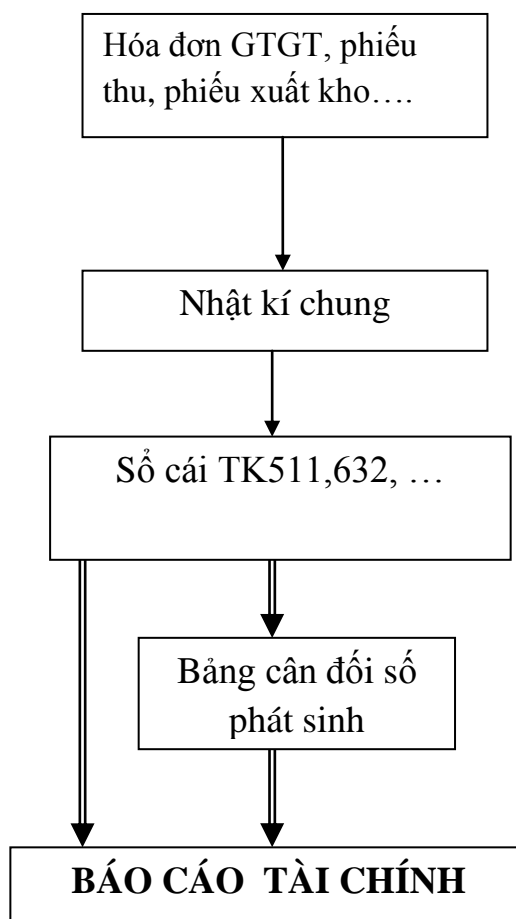 Hóa đơn GTGT, phiếu
thu, phiếu xuất kho….
Nhật kí chung
Sổ cái TK511,632, …
Bảng cân đối số
phát sinh
BÁO CÁO TÀI CHÍNH